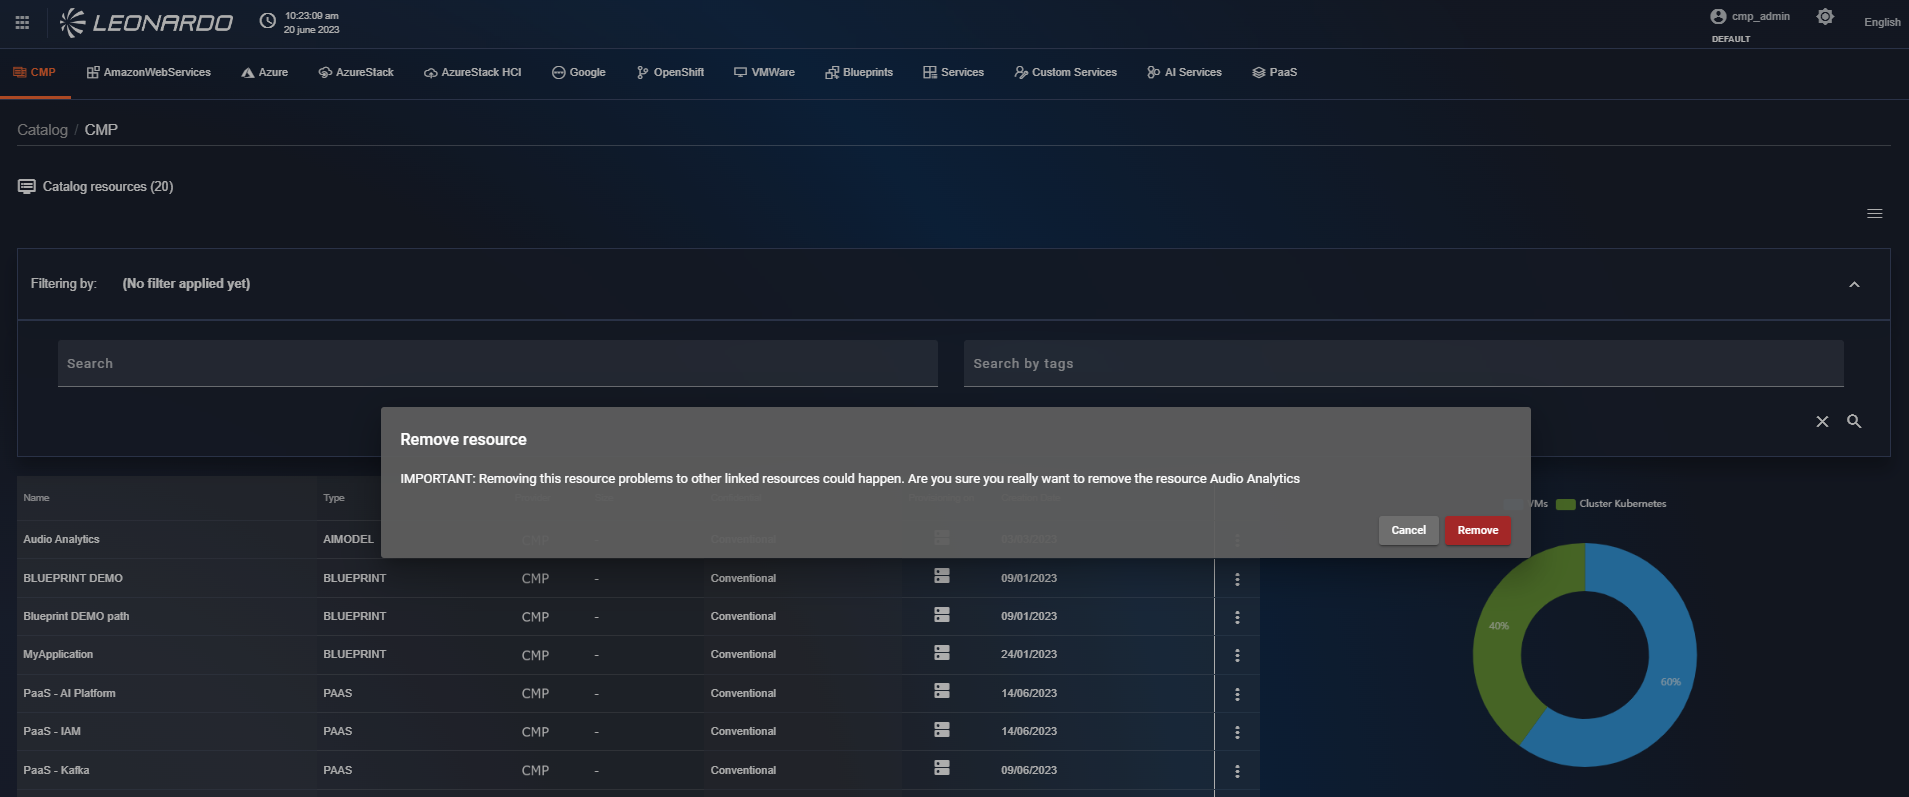 LEONARDO
10:23:09 am
20 june 2023
cmp_admin
DEFAULT
English
CMP AmazonWebServices Azure AzureStack AzureStack HCI Google OpenShift VMWare Blueprints Services Custom Services AI Services PaaS
Catalog / CMP
Catalog resources (20)
Filtering by: (No filter applied yet)
Search Search by tags
Remove resource
IMPORTANT: Removing this resource problems to other linked resources could happen. Are you sure you really want to remove the resource Audio Analytics
Cancel Remove
Name Type
VMs Cluster Kubernetes
Audio Analytics AIMODEL
BLUEPRINT DEMO BLUEPRINT CMP - Conventional 09/01/2023
Blueprint DEMO path BLUEPRINT CMP - Conventional 09/01/2023
MyApplication BLUEPRINT CMP - Conventional 24/01/2023
PaaS - AI Platform PAAS CMP - Conventional 14/06/2023
PaaS - IAM PAAS CMP - Conventional 14/06/2023
PaaS - Kafka PAAS CMP - Conventional 09/06/2023
40%
60%